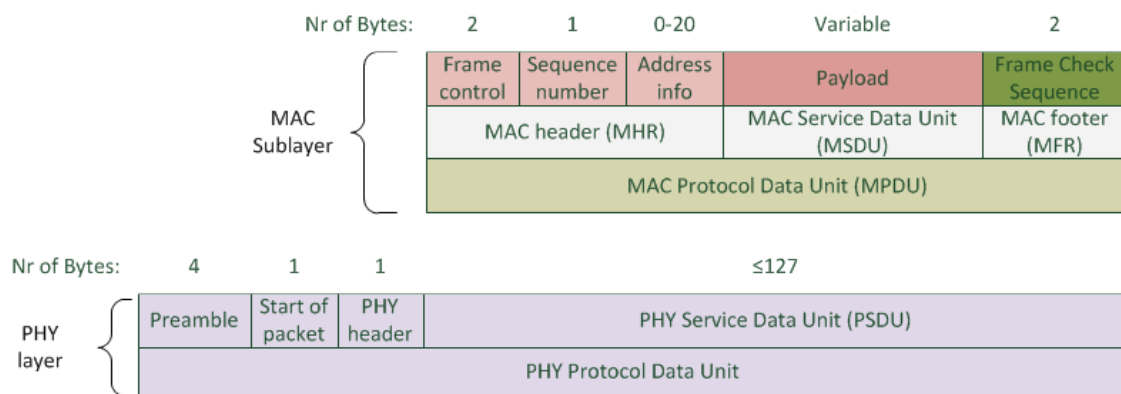 Nr of Bytes: 2 1 0-20 Variable 2
Frame control Sequence number Address info Payload Frame Check Sequence
MAC Sublayer
MAC header (MHR) MAC Service Data Unit (MSDU) MAC footer (MFR)
MAC Protocol Data Unit (MPDU)
Nr of Bytes: 4 1 1 ≤127
Preamble Start of packet PHY header PHY Service Data Unit (PSDU)
PHY layer
PHY Protocol Data Unit